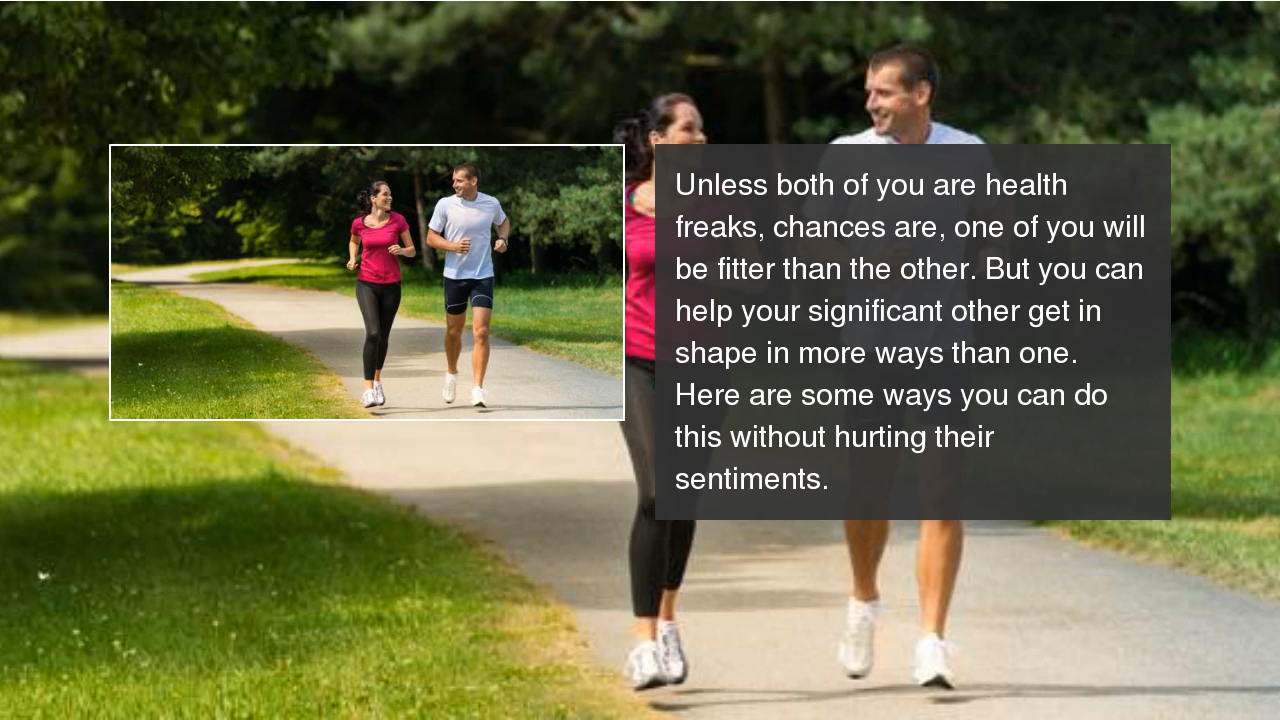 Unless both of you are health
freaks, chances are, one of you will
be fitter than the other. But you can
help your significant other get in
shape in more ways than one.
Here are some ways you can do
this without hurting their
sentiments.